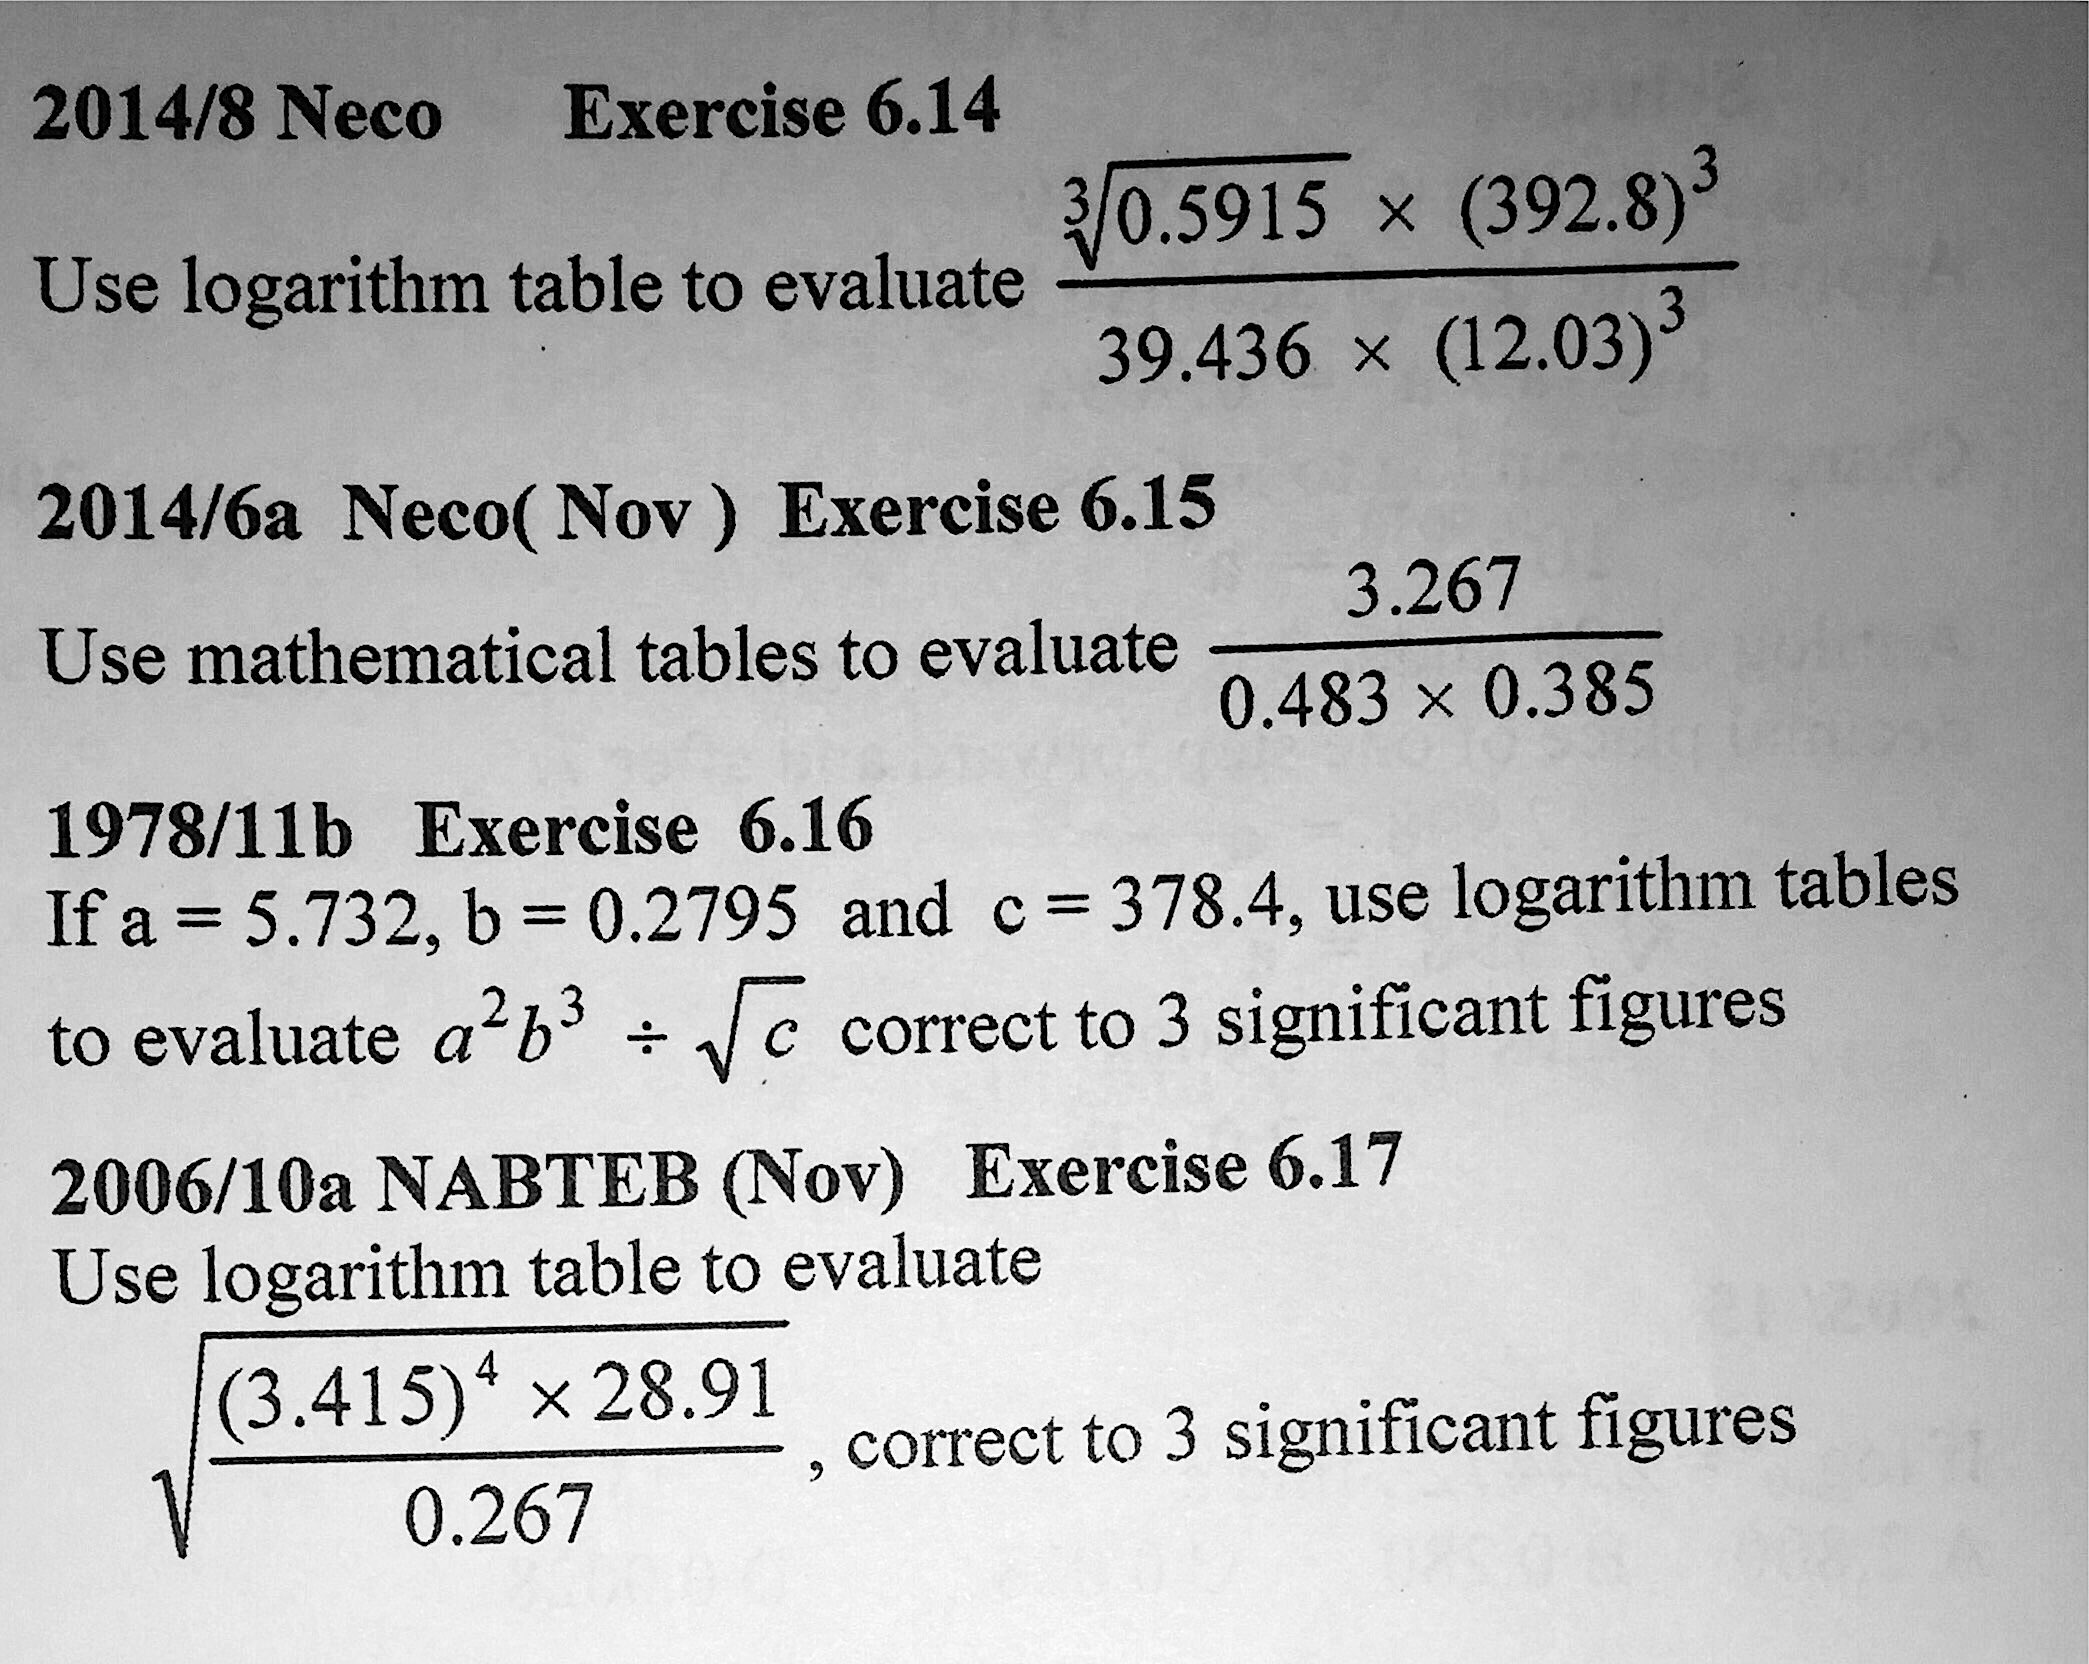 2014/8 Neco Exercise 6.14
Use logarithm table to evaluate \frac{\sqrt[3]{0.5915} × (392.8)^3}{39.436 × (12.03)^3}
2014/6a Neco( Nov ) Exercise 6.15
Use mathematical tables to evaluate \frac{3.267}{0.483 × 0.385}
1978/11b Exercise 6.16
If a = 5.732, b = 0.2795 and c = 378.4, use logarithm tables
to evaluate a^2b^3 ÷ \sqrt{c} correct to 3 significant figures
2006/10a NABTEB (Nov) Exercise 6.17
Use logarithm table to evaluate
\sqrt{\frac{(3.415)^4 × 28.91}{0.267}} , correct to 3 significant figures